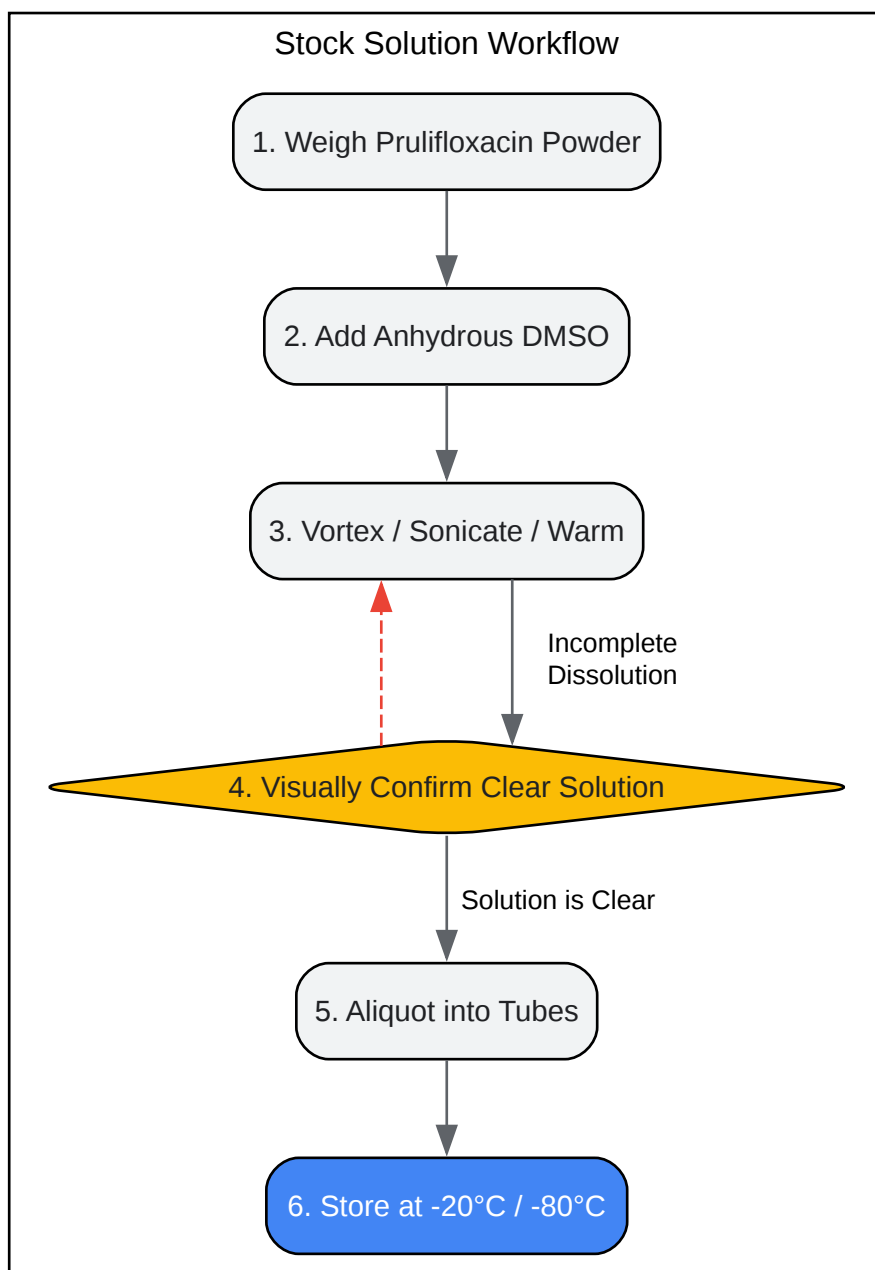 Stock Solution Workflow
1. Weigh Prulifloxacin Powder
2. Add Anhydrous DMSO
3. Vortex / Sonicate / Warm
Incomplete
Dissolution
4. Visually Confirm Clear Solution
Solution is Clear
5. Aliquot into Tubes
6. Store at -20°C / -80°C